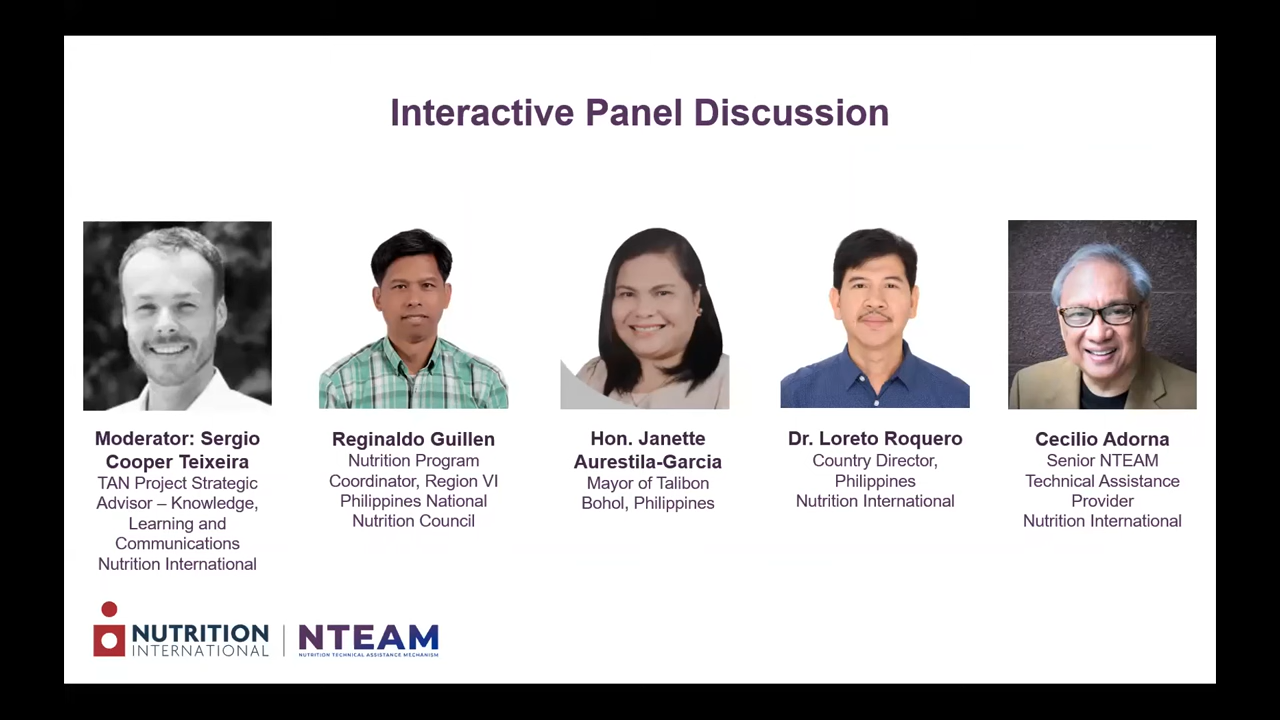 Interactive Panel Discussion
Moderator: Sergio
Cooper Teixeira
TAN Project Strategic
Advisor – Knowledge,
Learning and
Communications
Nutrition International
Reginaldo Guillen
Nutrition Program
Coordinator, Region VI
Philippines National
Nutrition Council
Hon. Janette
Aurestila-Garcia
Mayor of Talibon
Bohol, Philippines
Dr. Loreto Roquero
Country Director,
Philippines
Nutrition International
Cecilio Adorna
Senior NTEAM
Technical Assistance
Provider
Nutrition International
NUTRITION
INTERNATIONAL
NTEAM
NUTRITION TECHNICAL ASSISTANCE MECHANISM